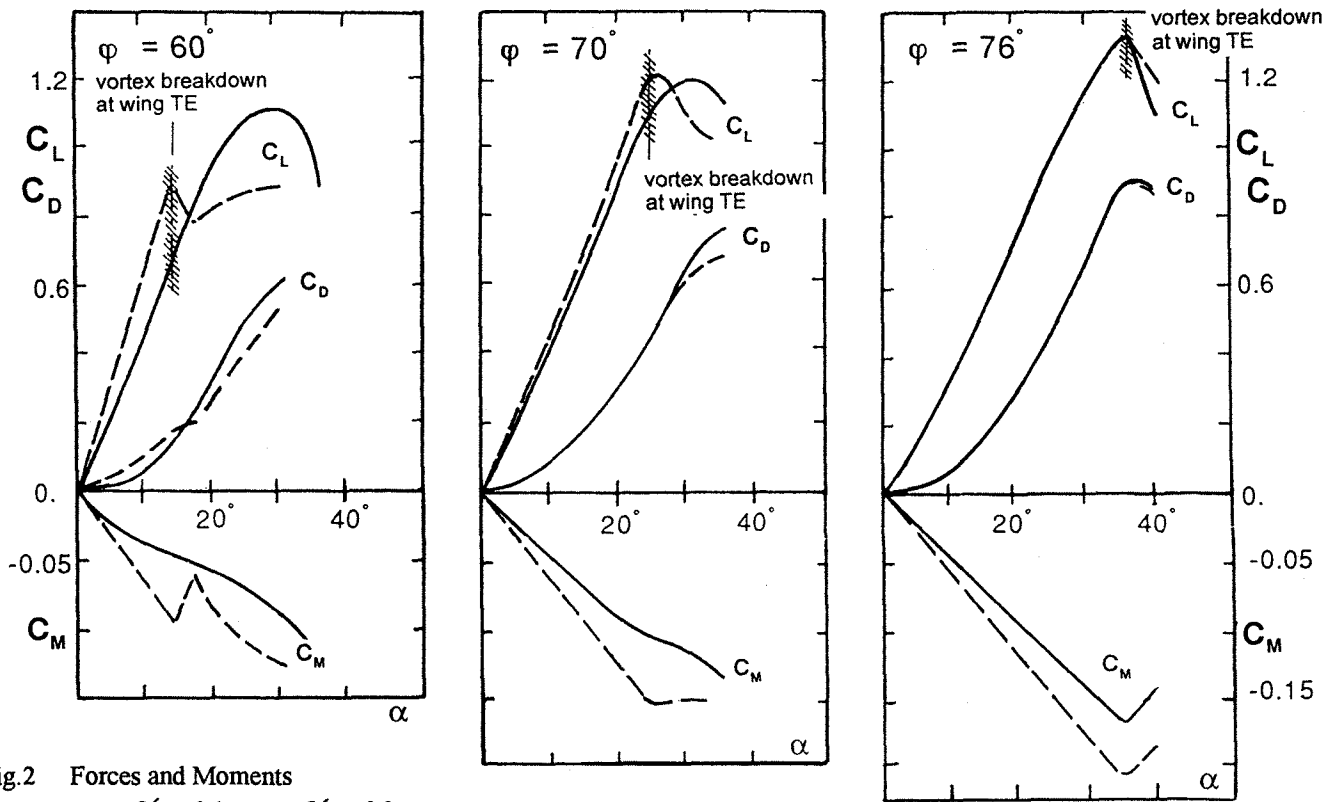 φ = 60°
vortex breakdown
at wing TE
1.2
C_L
C_D
0.6
0.
-0.05
C_M
C_L
C_D
C_M
20°
40°
α
φ = 70°
vortex breakdown
at wing TE
C_L
C_D
C_M
20°
40°
α
φ = 76°
vortex breakdown
at wing TE
C_L
C_D
C_M
20°
40°
α
1.2
C_L
C_D
0.6
0.
-0.05
C_M
-0.15
ig.2 Forces and Moments